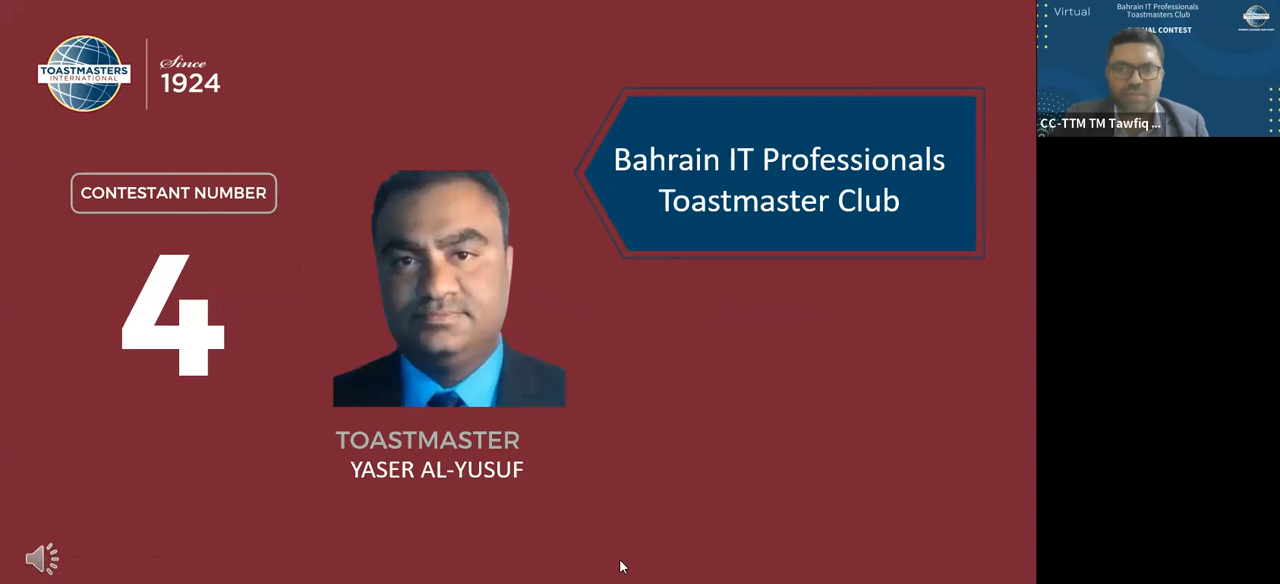 TOASTMASTERS
INTERNATIONAL
Since
1924
CONTESTANT NUMBER
4
TOASTMASTER
YASER AL-YUSUF
Bahrain IT Professionals
Toastmaster Club
Virtual
Bahrain IT Professionals
Toastmasters Club
CONTEST
CC-TTM TM Tawfiq ...